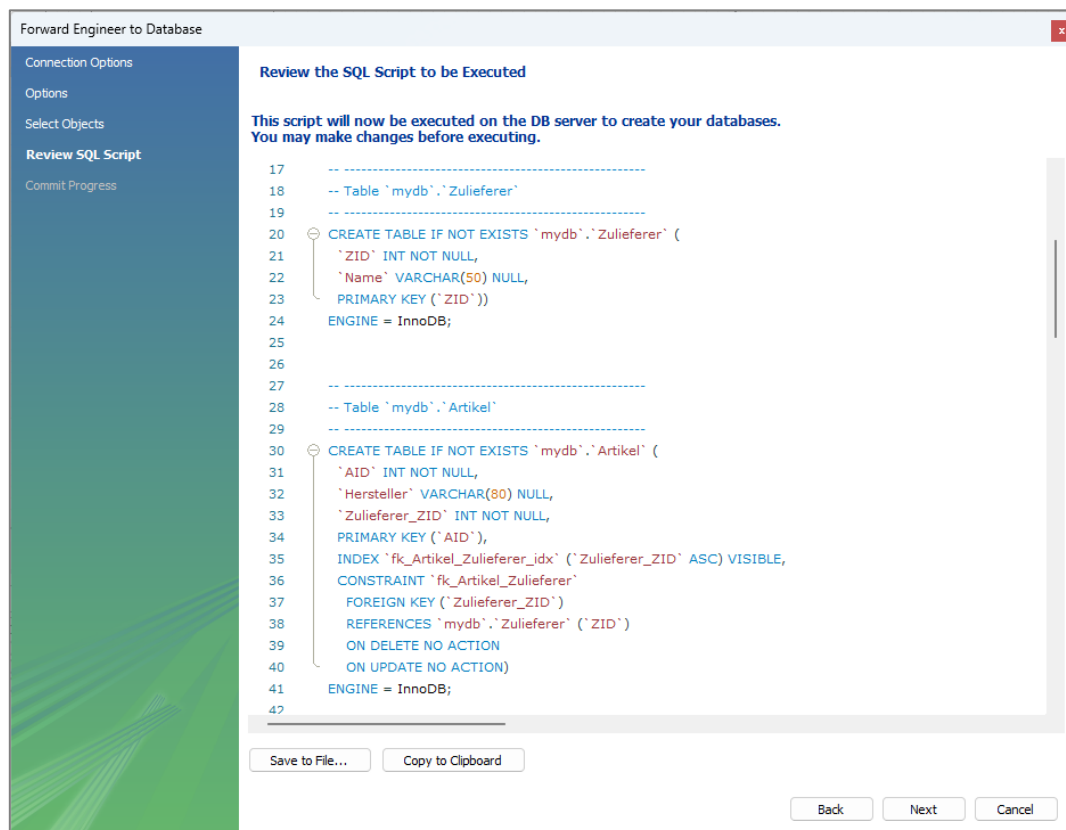 Forward Engineer to Database
x
Connection Options
Options
Select Objects
Review SQL Script
Commit Progress
Review the SQL Script to be Executed
This script will now be executed on the DB server to create your databases.
You may make changes before executing.
17 -- -----------------------------------------------------
18 -- Table `mydb`.`Zulieferer`
19 -- -----------------------------------------------------
20 CREATE TABLE IF NOT EXISTS `mydb`.`Zulieferer` (
21 `ZID` INT NOT NULL,
22 `Name` VARCHAR(50) NULL,
23 PRIMARY KEY (`ZID`))
24 ENGINE = InnoDB;
25
26
27 -- -----------------------------------------------------
28 -- Table `mydb`.`Artikel`
29 -- -----------------------------------------------------
30 CREATE TABLE IF NOT EXISTS `mydb`.`Artikel` (
31 `AID` INT NOT NULL,
32 `Hersteller` VARCHAR(80) NULL,
33 `Zulieferer_ZID` INT NOT NULL,
34 PRIMARY KEY (`AID`),
35 INDEX `fk_Artikel_Zulieferer_idx` (`Zulieferer_ZID` ASC) VISIBLE,
36 CONSTRAINT `fk_Artikel_Zulieferer`
37 FOREIGN KEY (`Zulieferer_ZID`)
38 REFERENCES `mydb`.`Zulieferer` (`ZID`)
39 ON DELETE NO ACTION
40 ON UPDATE NO ACTION)
41 ENGINE = InnoDB;
42
Save to File... Copy to Clipboard
Back Next Cancel